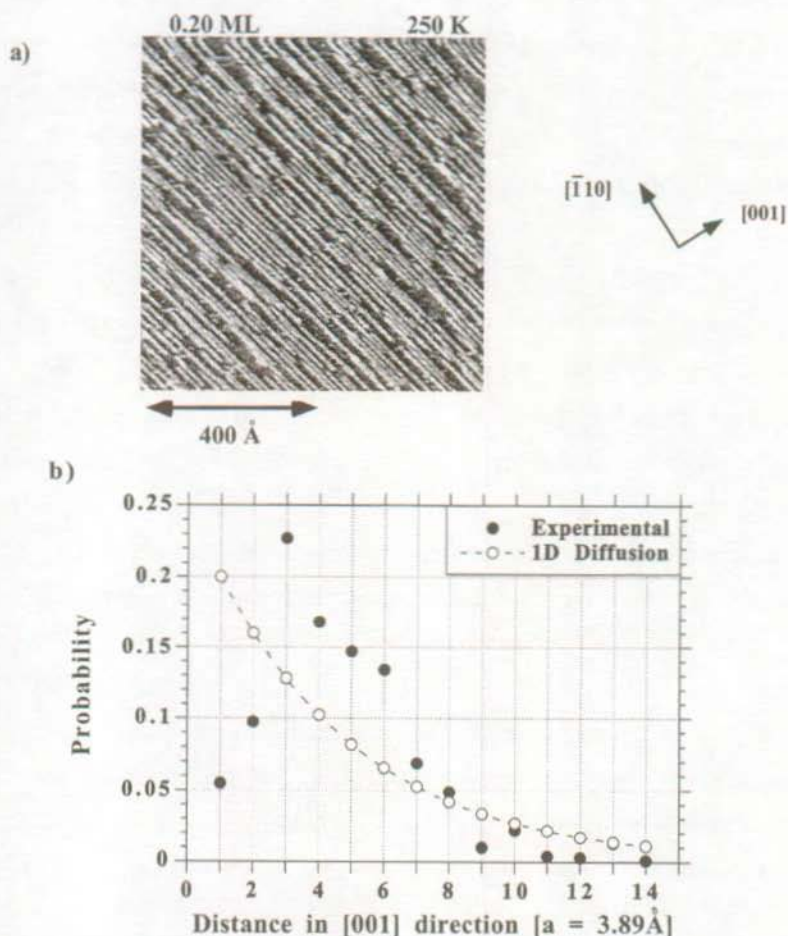 0.20 ML 250 K
a)
[1̄10]
[001]
400 Å
b)
0.25
0.2
0.15
0.1
0.05
0
Probability
Experimental
1D Diffusion
0 2 4 6 8 10 12 14
Distance in [001] direction [a = 3.89Å]